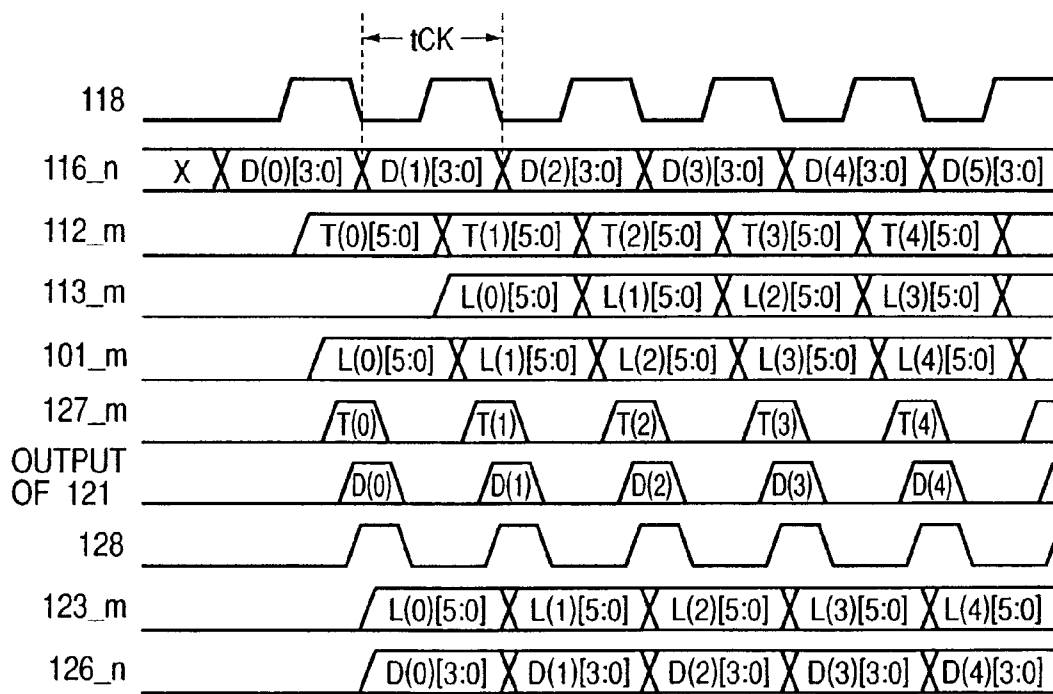 tCK
118
116_n X D(0)[3:0] D(1)[3:0] D(2)[3:0] D(3)[3:0] D(4)[3:0] D(5)[3:0]
112_m T(0)[5:0] T(1)[5:0] T(2)[5:0] T(3)[5:0] T(4)[5:0]
113_m L(0)[5:0] L(1)[5:0] L(2)[5:0] L(3)[5:0]
101_m L(0)[5:0] L(1)[5:0] L(2)[5:0] L(3)[5:0] L(4)[5:0]
127_m T(0) T(1) T(2) T(3) T(4)
OUTPUT
OF 121 D(0) D(1) D(2) D(3) D(4)
128
123_m L(0)[5:0] L(1)[5:0] L(2)[5:0] L(3)[5:0] L(4)[5:0]
126_n D(0)[3:0] D(1)[3:0] D(2)[3:0] D(3)[3:0] D(4)[3:0]